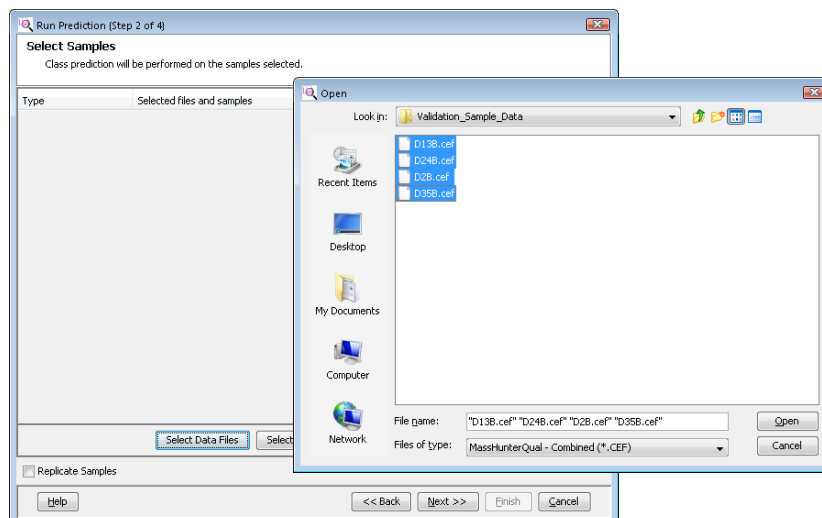 Run Prediction (Step 2 of 4)
Select Samples
Class prediction will be performed on the samples selected.
Type Selected files and samples
Select Data Files Select
Replicate Samples
Help << Back Next >> Finish Cancel
Open
Look in: Validation_Sample_Data
Recent Items
Desktop
My Documents
Computer
Network
D13B.cef
D24B.cef
D2B.cef
D35B.cef
File name: "D13B.cef" "D24B.cef" "D2B.cef" "D35B.cef" Open
Files of type: MassHunterQual - Combined (*.CEF) Cancel